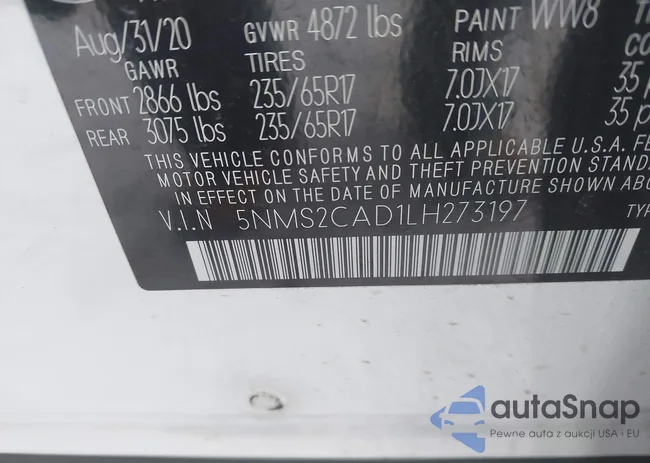 Aug/31/20 GVWR 4872 lbs PAINT WW8
GAWR TIRES RIMS
FRONT 2866 lbs 235/65R17 7.0JX17 35
REAR 3075 lbs 235/65R17 7.0JX17 35
THIS VEHICLE CONFORMS TO ALL APPLICABLE U.S.A. FE
MOTOR VEHICLE SAFETY AND THEFT PREVENTION STAND
IN EFFECT ON THE DATE OF MANUFACTURE SHOWN ABO
V.I.N 5NMS2CAD1LH273197 TYP
autoSnap
Pewne auta z aukcji USA i EU